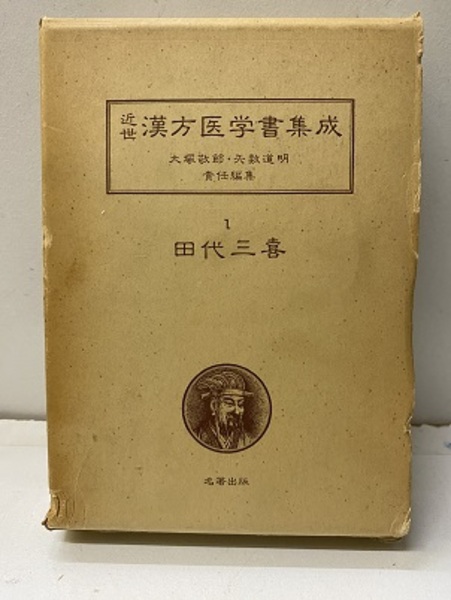 近世漢方医学書集成
大塚敬節・矢数道明
責任編集
1
田代三喜
名著出版